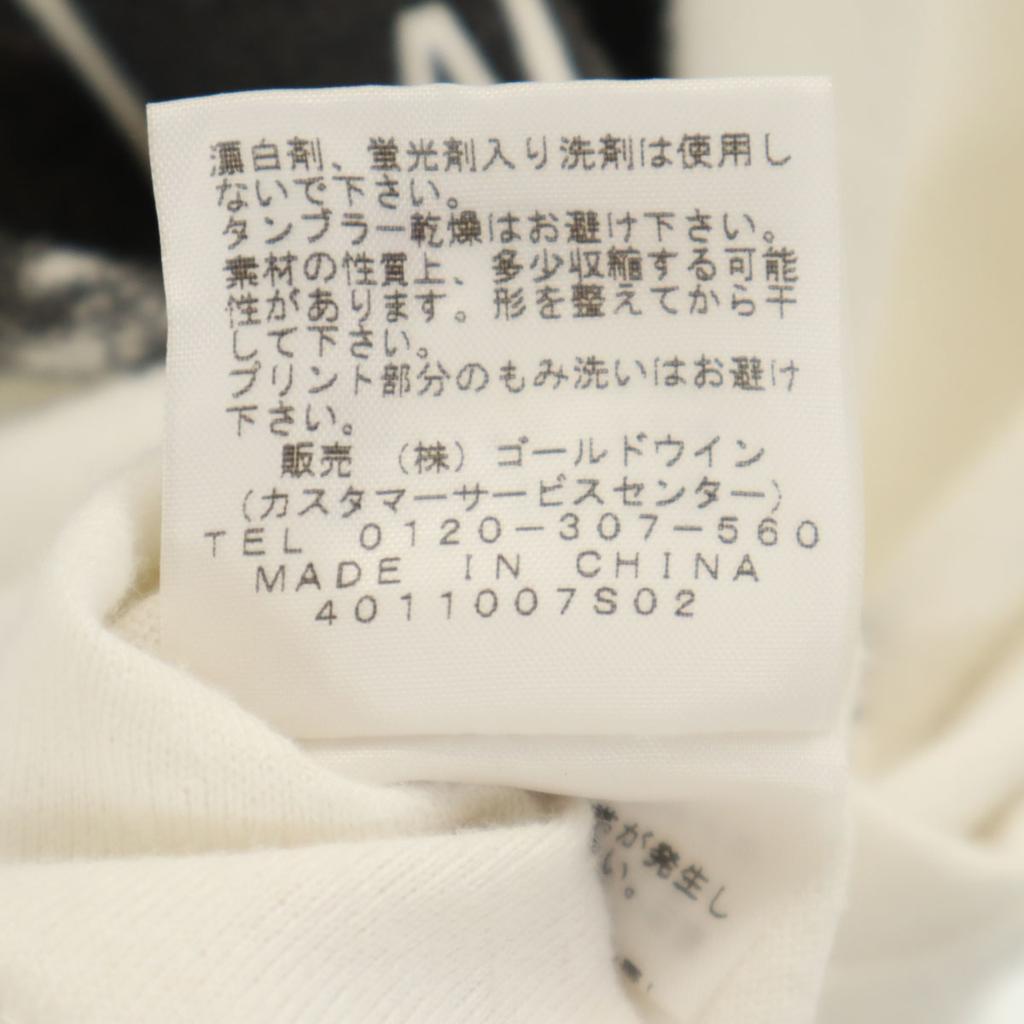 漂白剤、蛍光剤入り洗剤は使用し
ないで下さい。
タンブラー乾燥はお避け下さい。
素材の性質上、多少収縮する可能
性があります。形を整えてから干
して下さい。
プリント部分のもみ洗いはお避け
下さい。
販売 (株) ゴールドウイン
(カスタマーサービスセンター)
TEL 0120-307-560
MADE IN CHINA
4011007S02
が発生し
い。